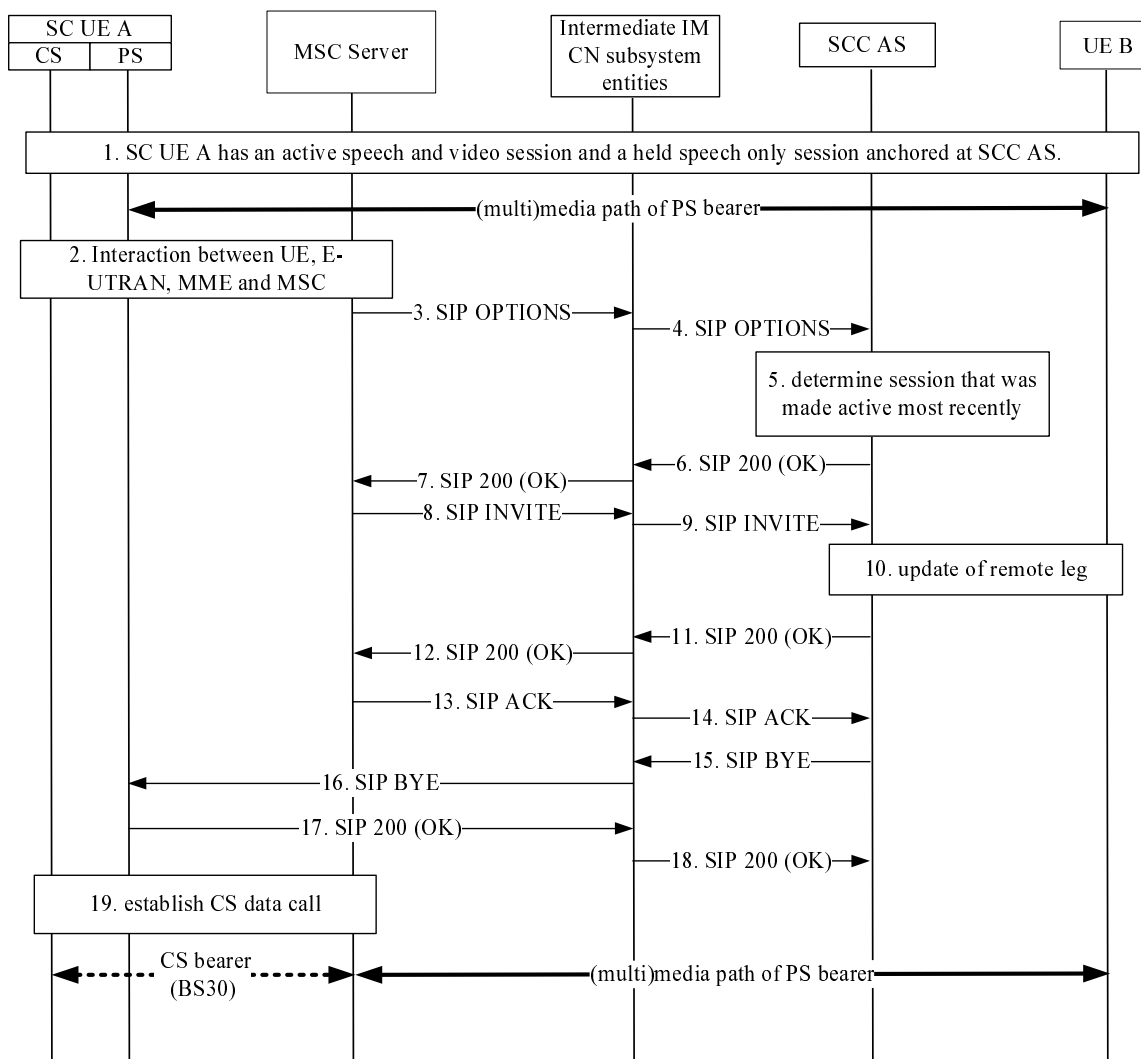 SC UE A
CS
PS
MSC Server
Intermediate IM
CN subsystem
entities
SCC AS
UE B
1. SC UE A has an active speech and video session and a held speech only session anchored at SCC AS.
(multi)media path of PS bearer
2. Interaction between UE, E-
UTRAN, MME and MSC
3. SIP OPTIONS
4. SIP OPTIONS
5. determine session that was
made active most recently
6. SIP 200 (OK)
7. SIP 200 (OK)
8. SIP INVITE
9. SIP INVITE
10. update of remote leg
11. SIP 200 (OK)
12. SIP 200 (OK)
13. SIP ACK
14. SIP ACK
15. SIP BYE
16. SIP BYE
17. SIP 200 (OK)
18. SIP 200 (OK)
19. establish CS data call
CS bearer
(BS30)
(multi)media path of PS bearer